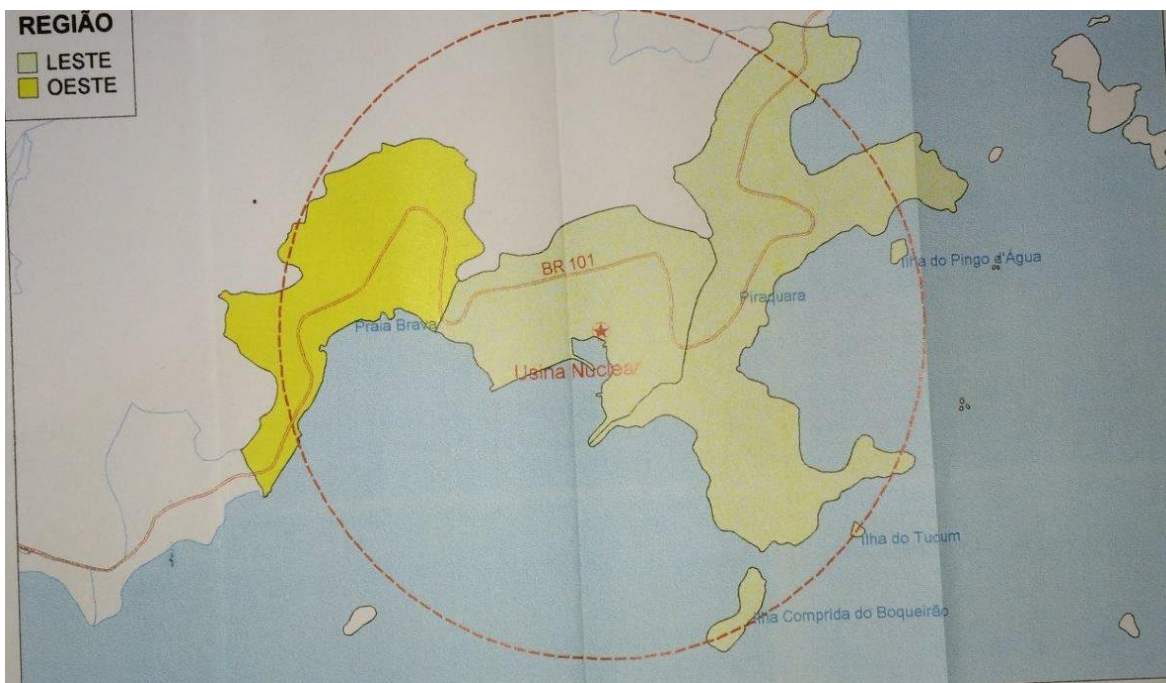 REGIÃO
LESTE
OESTE
BR 101
Ilha do Pingo d'Água
Piraquara
Praia Brava
Usina Nuclear
Ilha do Tucum
Ilha Comprida do Boqueirão